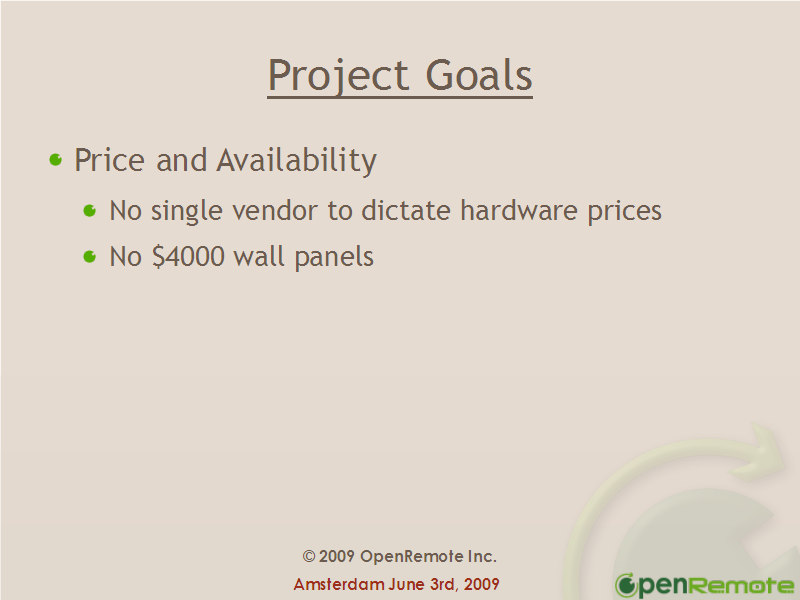 Project Goals
Price and Availability
No single vendor to dictate hardware prices
No $4000 wall panels
© 2009 OpenRemote Inc.
Amsterdam June 3rd, 2009
OpenRemote